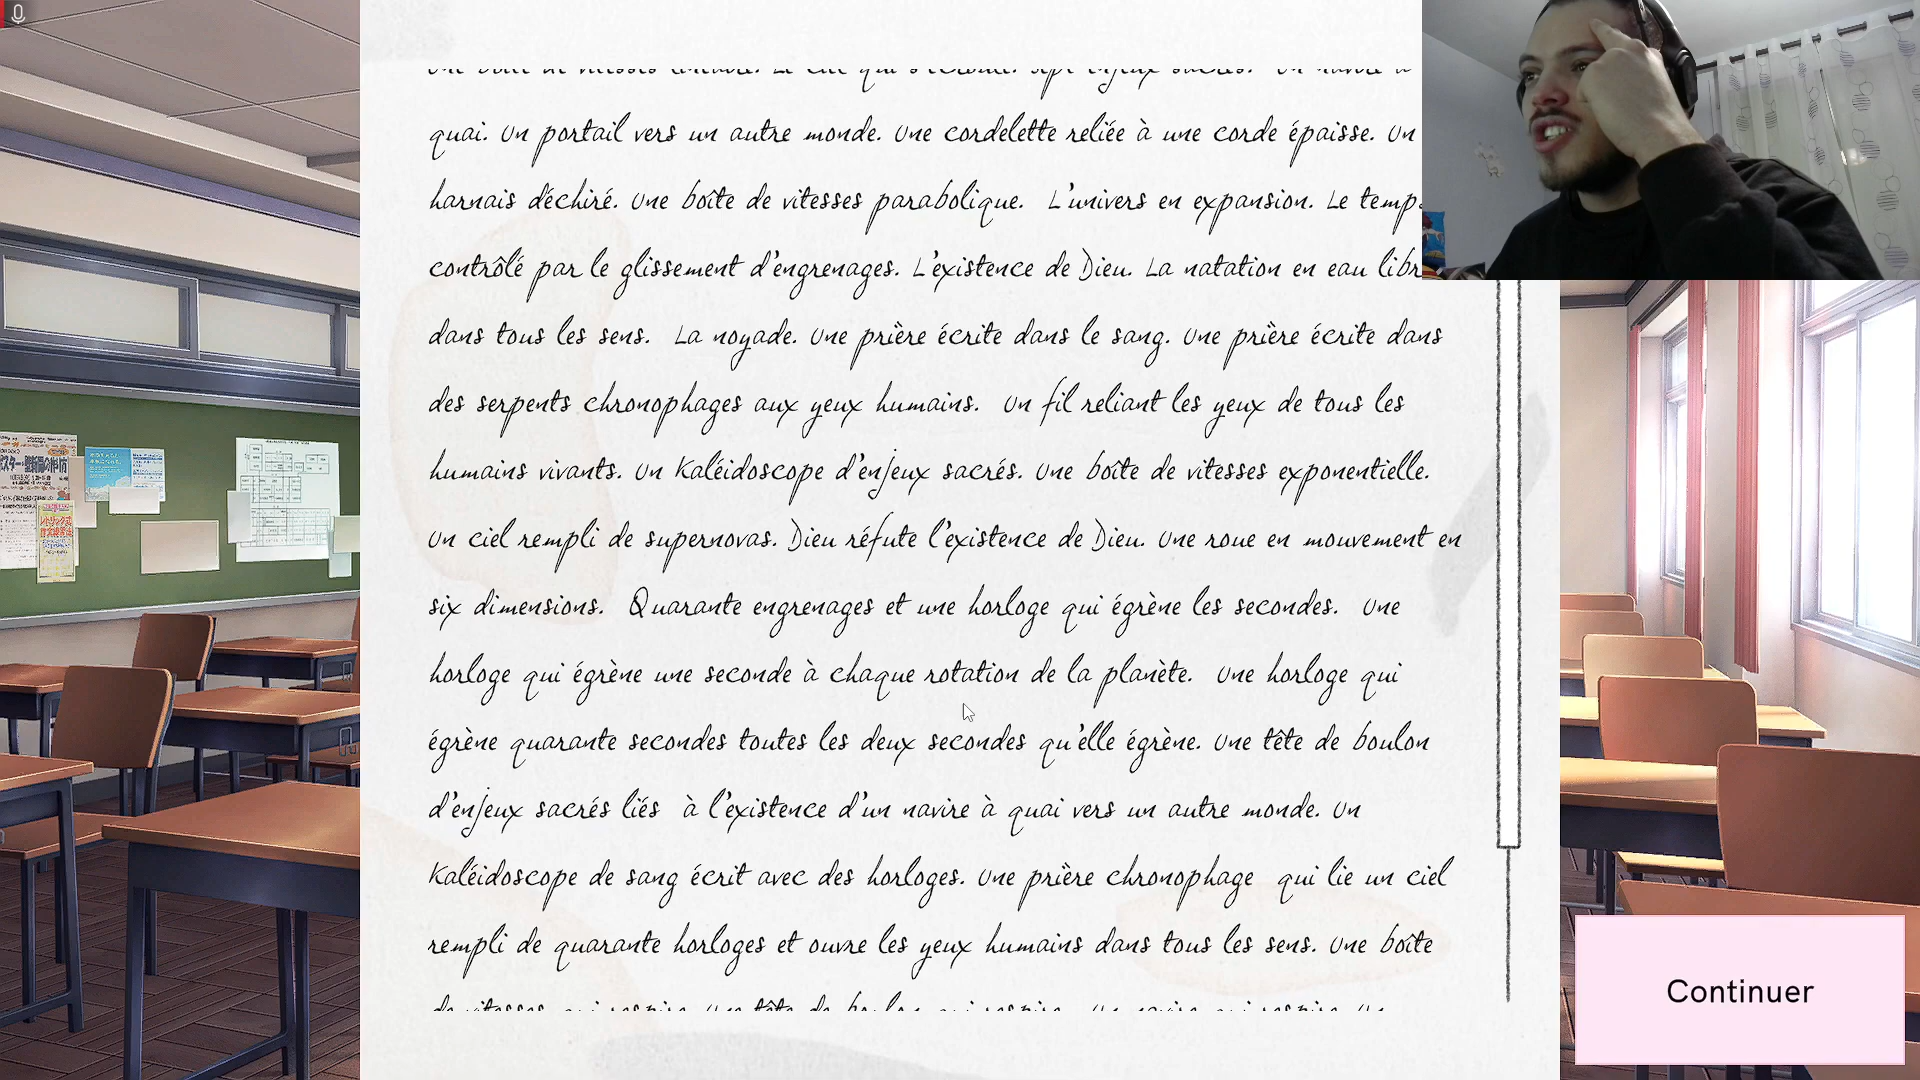 quai. Un portail vers un autre monde. Une cordelette reliée à une corde épaisse. Un
harnais déchiré. Une boîte de vitesses parabolique. L'univers en expansion. Le temp
contrôlé par le glissement d'engrenages. L'existence de Dieu. La natation en eau libr
dans tous les sens. La noyade. Une prière écrite dans le sang. Une prière écrite dans
des serpents chronophages aux yeux humains. Un fil reliant les yeux de tous les
humains vivants. Un Kaléidoscope d'enjeux sacrés. Une boîte de vitesses exponentielle.
Un ciel rempli de supernovas. Dieu réfute l'existence de Dieu. Une roue en mouvement en
six dimensions. Quarante engrenages et une horloge qui égrène les secondes. Une
horloge qui égrène une seconde à chaque rotation de la planète. Une horloge qui
égrène quarante secondes toutes les deux secondes qu'elle égrène. Une tête de boulon
d'enjeux sacrés liés à l'existence d'un navire à quai vers un autre monde. Un
Kaléidoscope de sang écrit avec des horloges. Une prière chronophage qui lie un ciel
rempli de quarante horloges et ouvre les yeux humains dans tous les sens. Une boîte
Continuer